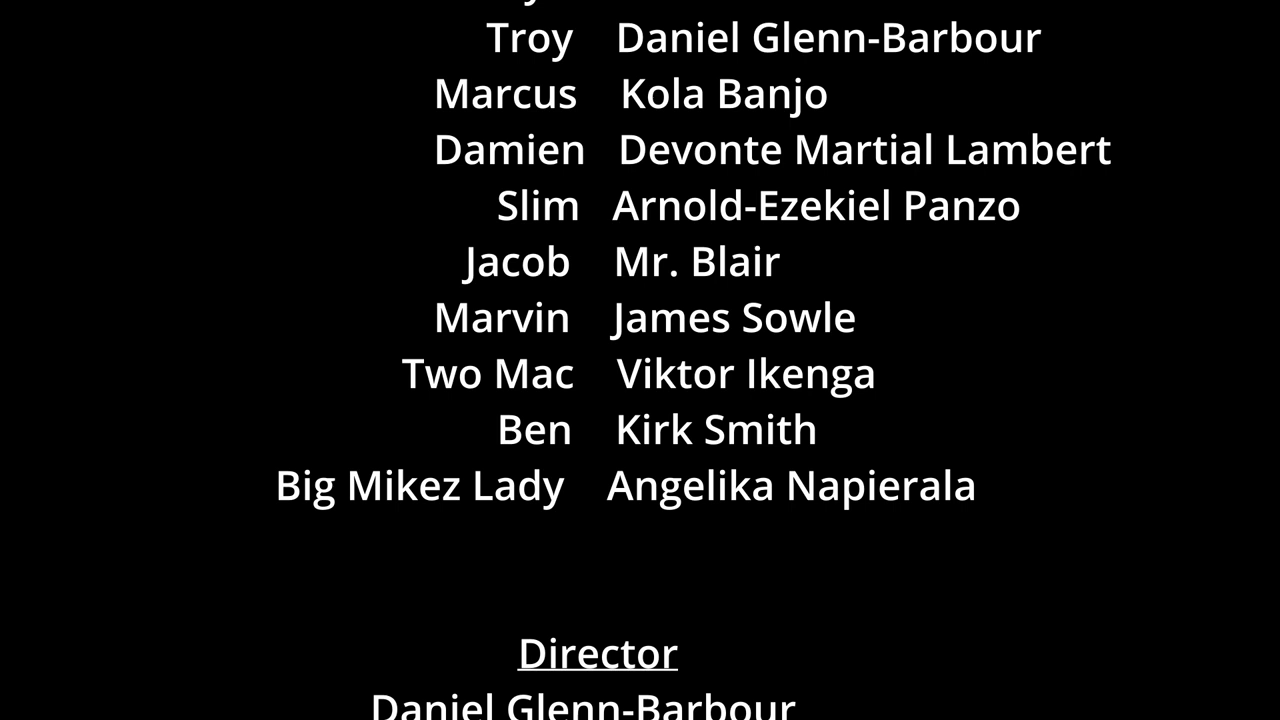 Troy Daniel Glenn-Barbour
Marcus Kola Banjo
Damien Devonte Martial Lambert
Slim Arnold-Ezekiel Panzo
Jacob Mr. Blair
Marvin James Sowle
Two Mac Viktor Ikenga
Ben Kirk Smith
Big Mikez Lady Angelika Napierala
Director
Daniel Glenn-Barbour